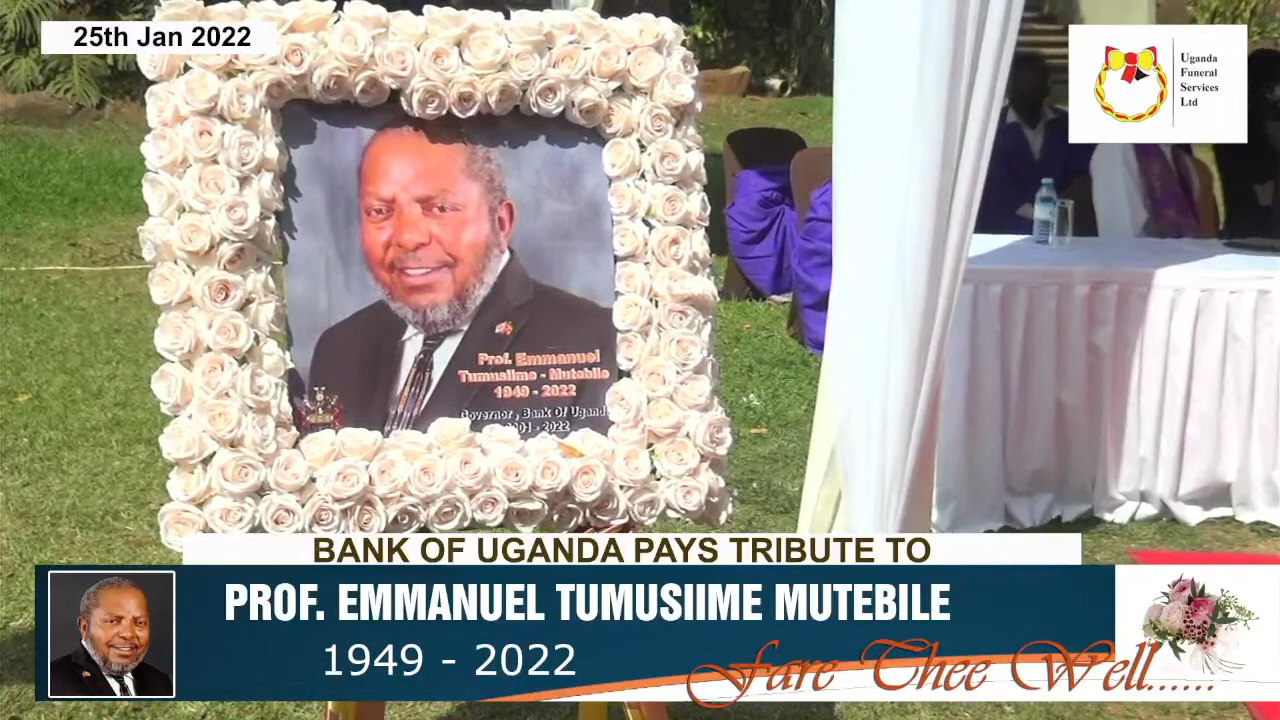 25th Jan 2022
Uganda
Funeral
Services
Ltd
Prof. Emmanuel
Tumusiime - Mutebile
1949 - 2022
Governor, Bank Of Ugand
2001 - 2022
BANK OF UGANDA PAYS TRIBUTE TO
PROF. EMMANUEL TUMUSIIME MUTEBILE
1949 - 2022
Fare Thee Well......